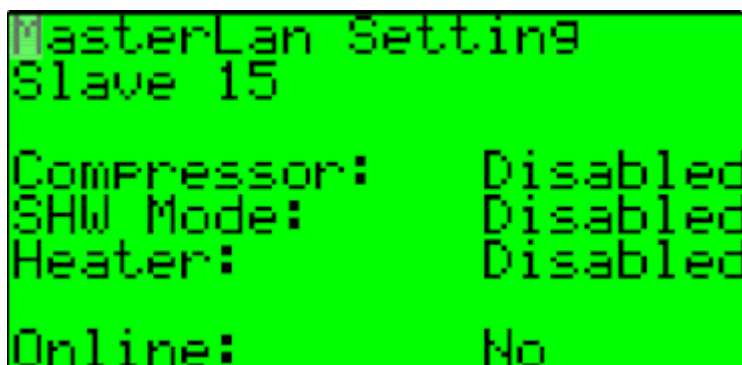 MasterLan Setting
Slave 15
Compressor: Disabled
SHW Mode: Disabled
Heater: Disabled
Online: No